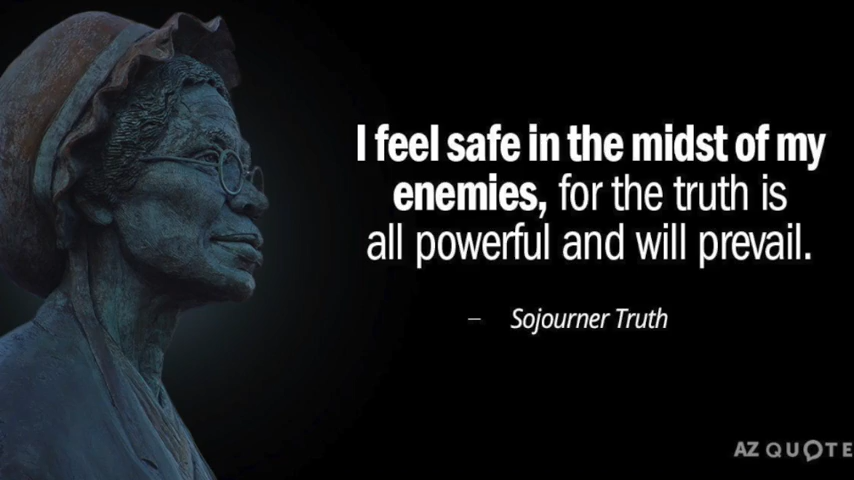 I feel safe in the midst of my
enemies, for the truth is
all powerful and will prevail.
– Sojourner Truth
AZ QUOTE